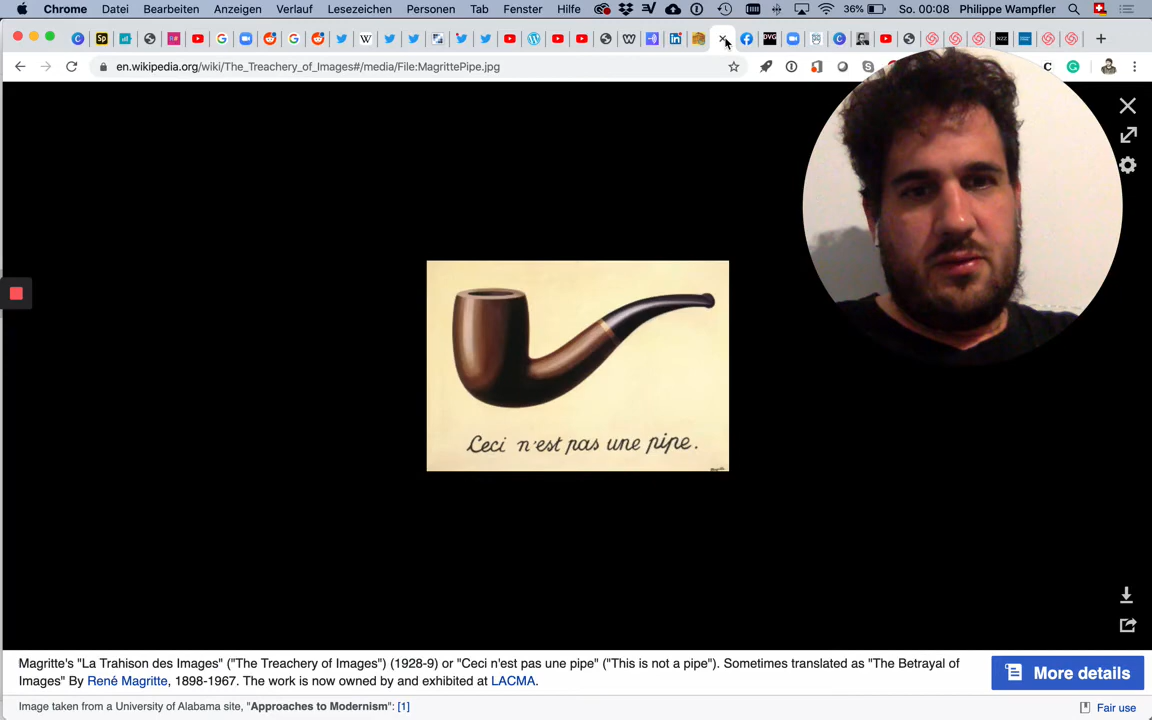 Chrome Datei Bearbeiten Anzeigen Verlauf Lesezeichen Personen Tab Fenster Hilfe 36% So. 00:08 Philippe Wampfler
en.wikipedia.org/wiki/The_Treachery_of_Images#/media/File:MagrittePipe.jpg
Ceci n'est pas une pipe.
Magritte's "La Trahison des Images" ("The Treachery of Images") (1928-9) or "Ceci n'est pas une pipe" ("This is not a pipe"). Sometimes translated as "The Betrayal of
Images" By René Magritte, 1898-1967. The work is now owned by and exhibited at LACMA.
More details
Image taken from a University of Alabama site, "Approaches to Modernism": [1]
Fair use